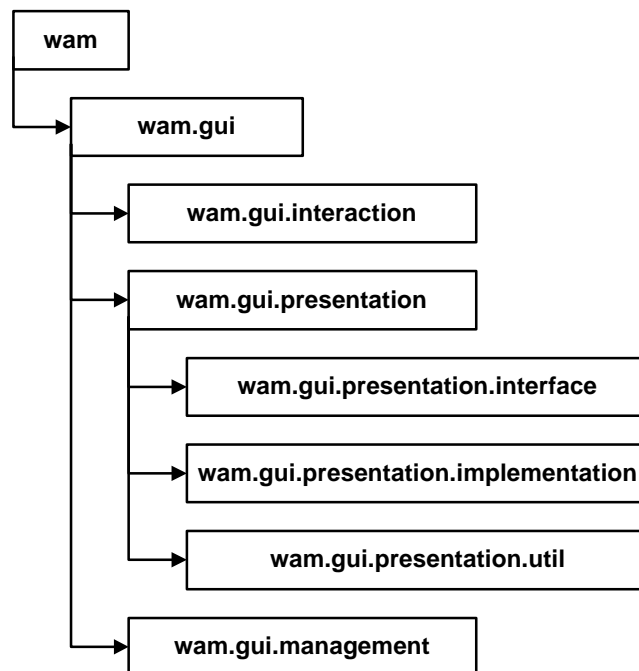 wam
wam.gui
wam.gui.interaction
wam.gui.presentation
wam.gui.presentation.interface
wam.gui.presentation.implementation
wam.gui.presentation.util
wam.gui.management